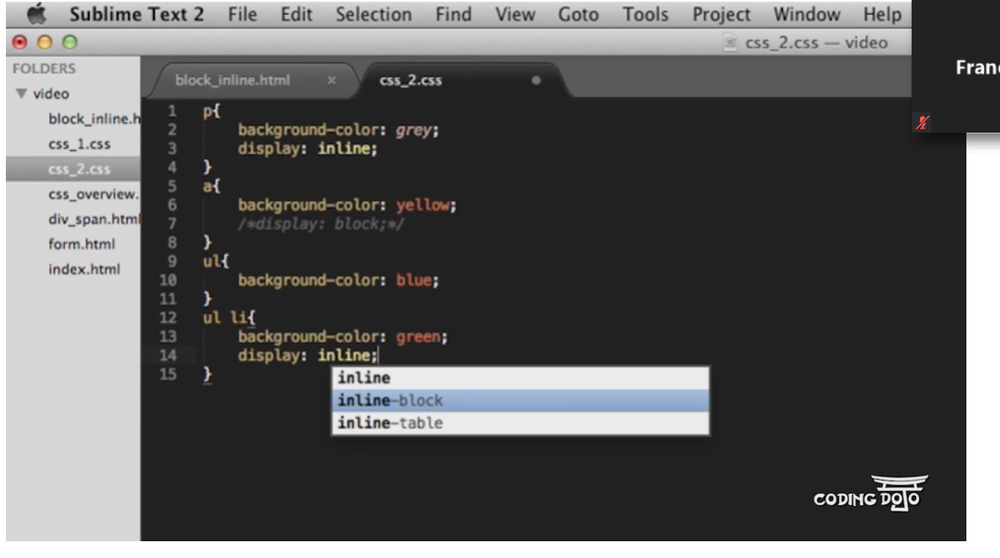 Sublime Text 2 File Edit Selection Find View Goto Tools Project Window Help
css_2.css — video
FOLDERS
video
block_inline.h
css_1.css
css_2.css
css_overview.
div_span.html
form.html
index.html
block_inline.html × css_2.css
1 p{
2 background-color: grey;
3 display: inline;
4 }
5 a{
6 background-color: yellow;
7 /*display: block;*/
8 }
9 ul{
10 background-color: blue;
11 }
12 ul li{
13 background-color: green;
14 display: inline;
15 }
inline
inline-block
inline-table
CODING DOJO